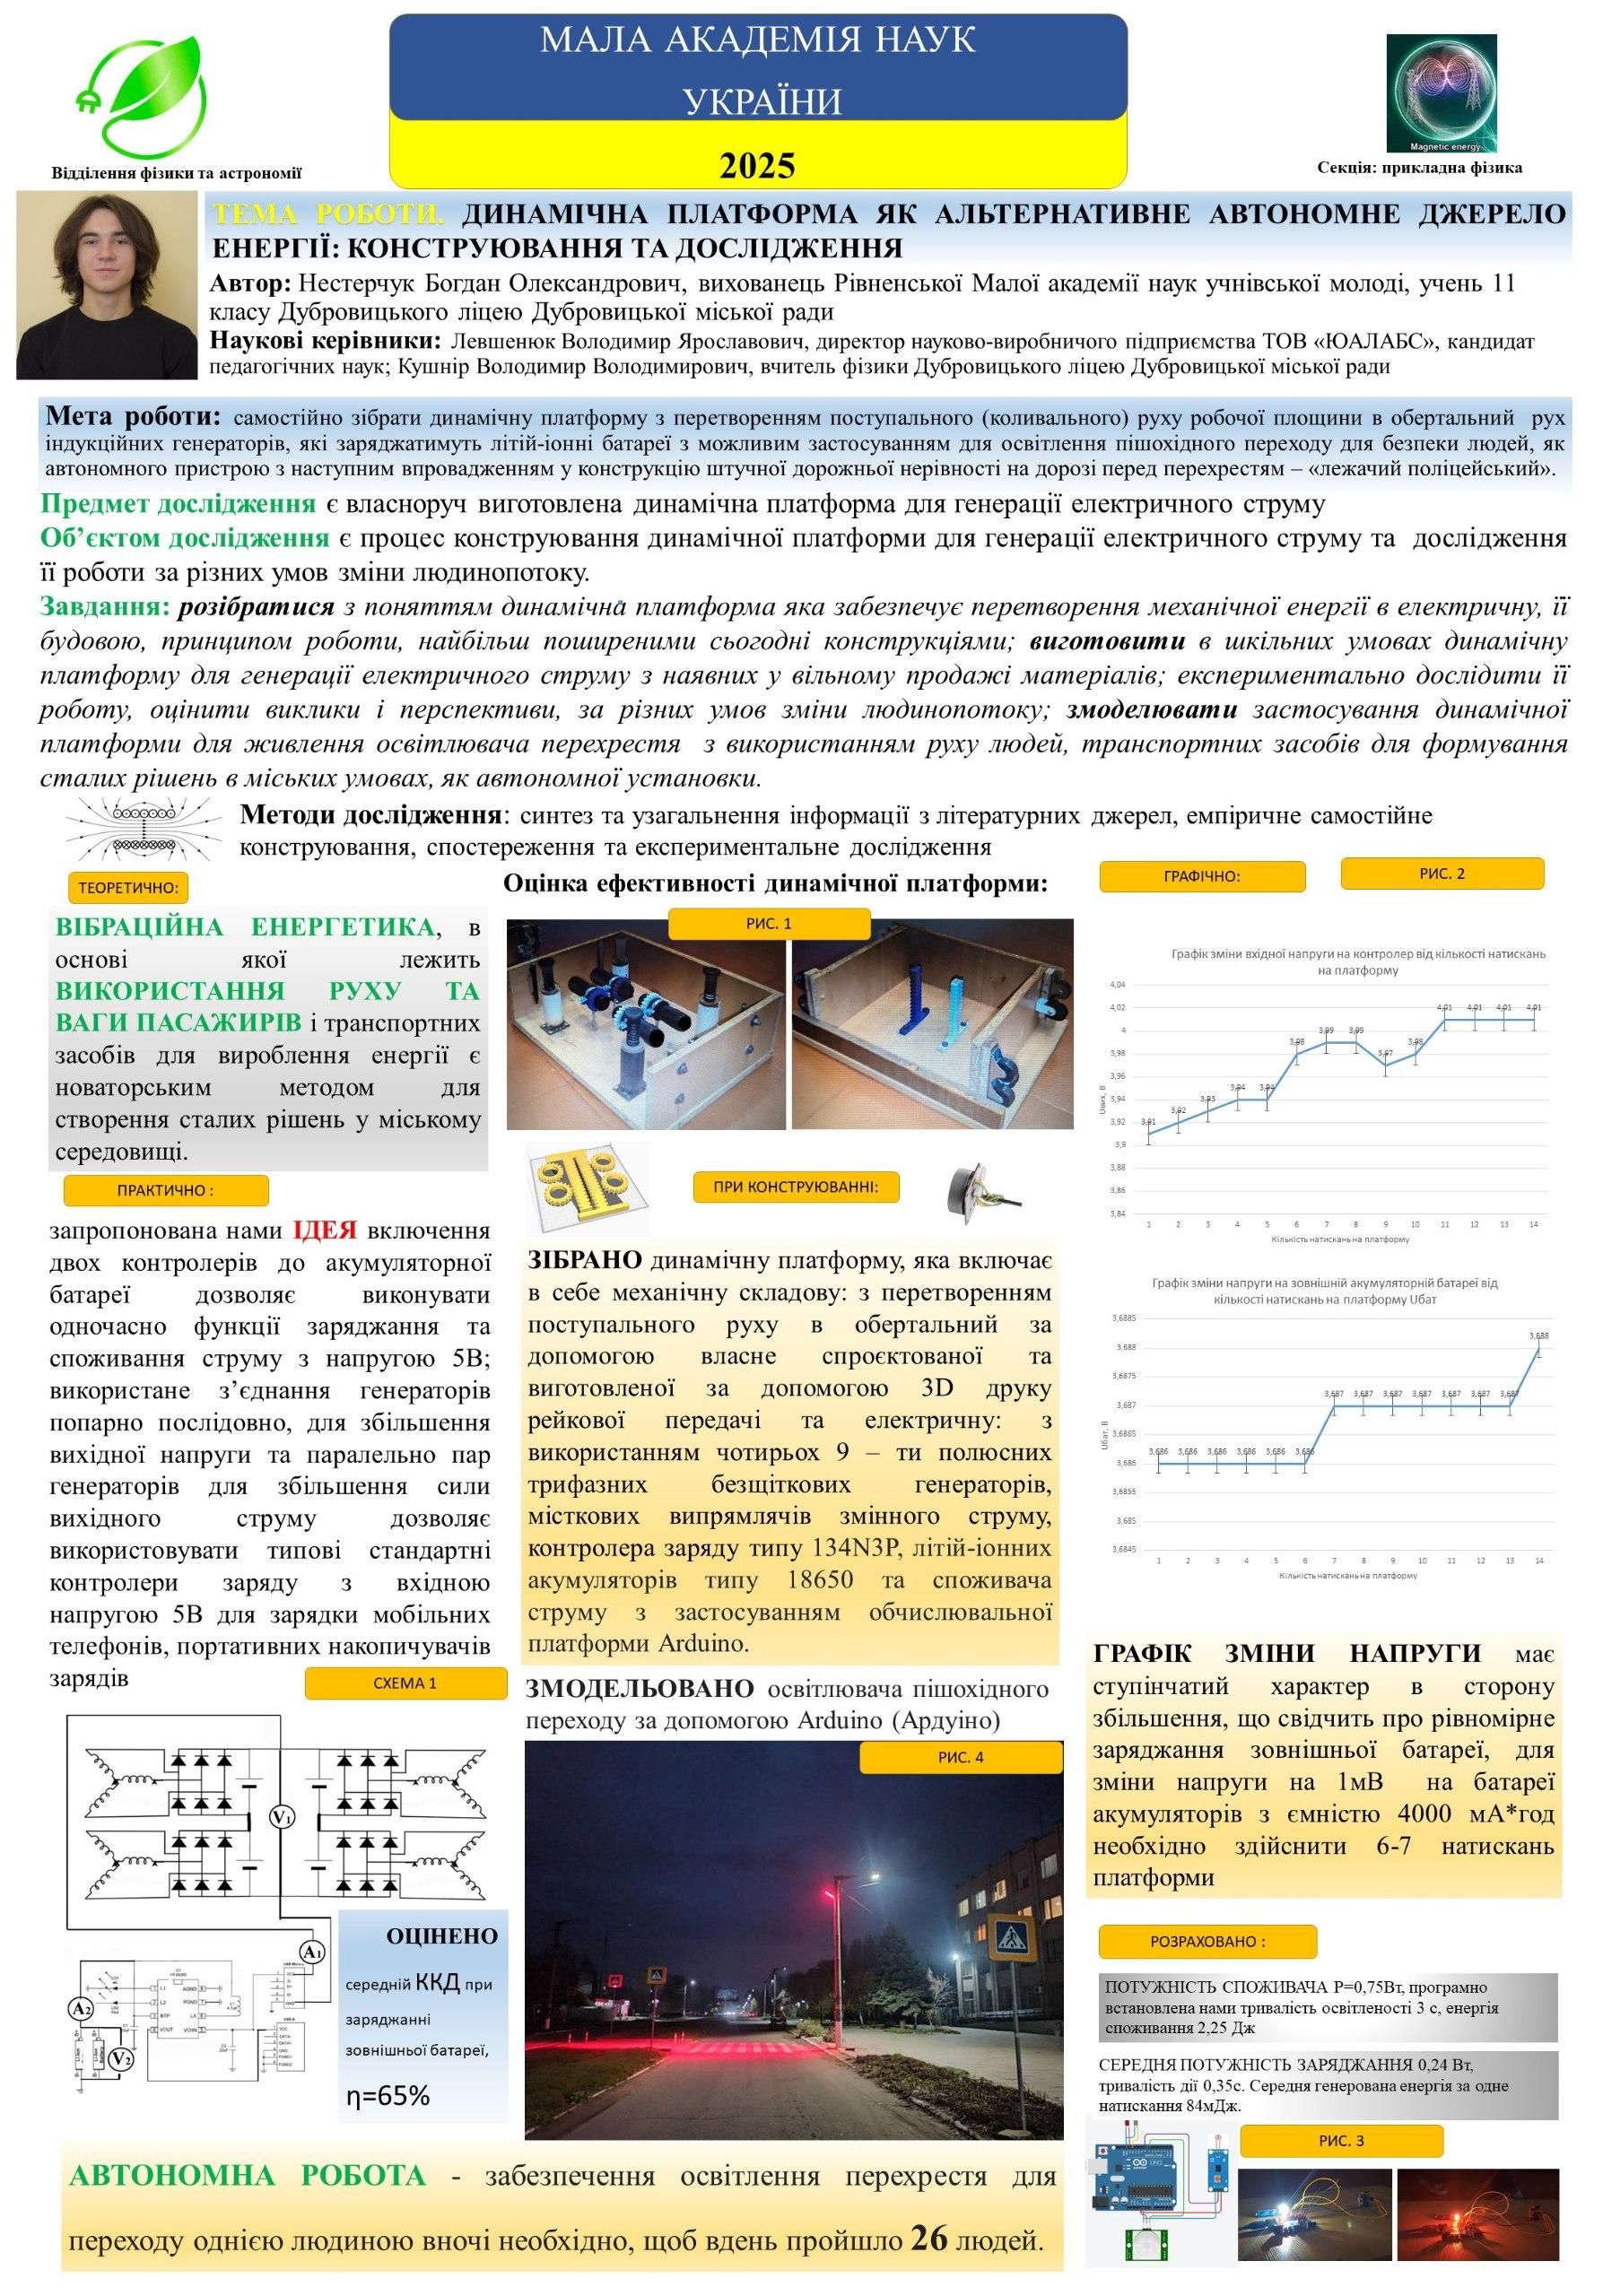 МАЛА АКАДЕМІЯ НАУК
УКРАЇНИ
2025
Відділення фізики та астрономії
Magnetic energy
Секція: прикладна фізика
ТЕМА РОБОТИ. ДИНАМІЧНА ПЛАТФОРМА ЯК АЛЬТЕРНАТИВНЕ АВТОНОМНЕ ДЖЕРЕЛО
ЕНЕРГІЇ: КОНСТРУЮВАННЯ ТА ДОСЛІДЖЕННЯ
Автор: Нестерчук Богдан Олександрович, вихованець Рівненської Малої академії наук учнівської молоді, учень 11
класу Дубровицького ліцею Дубровицької міської ради
Наукові керівники: Левшенюк Володимир Ярославович, директор науково-виробничого підприємства ТОВ «ЮАЛАБС», кандидат
педагогічних наук; Кушнір Володимир Володимирович, вчитель фізики Дубровицького ліцею Дубровицької міської ради
Мета роботи: самостійно зібрати динамічну платформу з перетворенням поступального (коливального) руху робочої площини в обертальний рух
індукційних генераторів, які заряджатимуть літій-іонні батареї з можливим застосуванням для освітлення пішохідного переходу для безпеки людей, як
автономного пристрою з наступним впровадженням у конструкцію штучної дорожньої нерівності на дорозі перед перехрестям – «лежачий поліцейський».
Предмет дослідження є власноруч виготовлена динамічна платформа для генерації електричного струму
Об’єктом дослідження є процес конструювання динамічної платформи для генерації електричного струму та дослідження
її роботи за різних умов зміни людинопотоку.
Завдання: розібратися з поняттям динамічна платформа яка забезпечує перетворення механічної енергії в електричну, її
будовою, принципом роботи, найбільш поширеними сьогодні конструкціями; виготовити в шкільних умовах динамічну
платформу для генерації електричного струму з наявних у вільному продажі матеріалів; експериментально дослідити її
роботу, оцінити виклики і перспективи, за різних умов зміни людинопотоку; змоделювати застосування динамічної
платформи для живлення освітлювача перехрестя з використанням руху людей, транспортних засобів для формування
сталих рішень в міських умовах, як автономної установки.
Методи дослідження: синтез та узагальнення інформації з літературних джерел, емпіричне самостійне
конструювання, спостереження та експериментальне дослідження
ТЕОРЕТИЧНО:
ВІБРАЦІЙНА ЕНЕРГЕТИКА, в
основі якої лежить
ВИКОРИСТАННЯ РУХУ ТА
ВАГИ ПАСАЖИРІВ і транспортних
засобів для вироблення енергії є
новаторським методом для
створення сталих рішень у міському
середовищі.
ПРАКТИЧНО :
запропонована нами ІДЕЯ включення
двох контролерів до акумуляторної
батареї дозволяє виконувати
одночасно функції заряджання та
споживання струму з напругою 5В;
використане з’єднання генераторів
попарно послідовно, для збільшення
вихідної напруги та паралельно пар
генераторів для збільшення сили
вихідного струму дозволяє
використовувати типові стандартні
контролери заряду з вхідною
напругою 5В для зарядки мобільних
телефонів, портативних накопичувачів
зарядів
СХЕМА 1
V1
A1
A2
V2
ОЦІНЕНО
середній ККД при
заряджанні
зовнішньої батареї,
η=65%
Оцінка ефективності динамічної платформи:
РИС. 1
ПРИ КОНСТРУЮВАННІ:
ЗІБРАНО динамічну платформу, яка включає
в себе механічну складову: з перетворенням
поступального руху в обертальний за
допомогою власне спроєктованої та
виготовленої за допомогою 3D друку
рейкової передачі та електричну: з
використанням чотирьох 9 – ти полюсних
трифазних безщіткових генераторів,
місткових випрямлячів змінного струму,
контролера заряду типу 134N3P, літій-іонних
акумуляторів типу 18650 та споживача
струму з застосуванням обчислювальної
платформи Arduino.
ЗМОДЕЛЬОВАНО освітлювача пішохідного
переходу за допомогою Arduino (Ардуіно)
РИС. 4
ГРАФІЧНО:
РИС. 2
Графік зміни вхідної напруги на контролер від кількості натискань
на платформу
4,04
4,02
4
3,98
3,96
3,94
3,92
3,9
3,88
3,86
3,84
Uвих, В
3,91 3,92 3,93 3,94 3,94 3,98 3,99 3,99 3,97 3,98 4,01 4,01 4,01 4,01
1 2 3 4 5 6 7 8 9 10 11 12 13 14
Кількість натискань на платформу
Графік зміни напруги на зовнішній акумуляторній батареї від
кількості натискань на платформу Uбат
3,6885
3,688
3,6875
3,687
3,6865
3,686
3,6855
3,685
3,6845
Uбат, В
3,686 3,686 3,686 3,686 3,686 3,686 3,687 3,687 3,687 3,687 3,687 3,687 3,687 3,688
1 2 3 4 5 6 7 8 9 10 11 12 13 14
Кількість натискань на платформу
ГРАФІК ЗМІНИ НАПРУГИ має
ступінчатий характер в сторону
збільшення, що свідчить про рівномірне
заряджання зовнішньої батареї, для
зміни напруги на 1мВ на батареї
акумуляторів з ємністю 4000 мА*год
необхідно здійснити 6-7 натискань
платформи
РОЗРАХОВАНО :
ПОТУЖНІСТЬ СПОЖИВАЧА Р=0,75Вт, програмно
встановлена нами тривалість освітленості 3 с, енергія
споживання 2,25 Дж
СЕРЕДНЯ ПОТУЖНІСТЬ ЗАРЯДЖАННЯ 0,24 Вт,
тривалість дії 0,35с. Середня генерована енергія за одне
натискання 84мДж.
РИС. 3
АВТОНОМНА РОБОТА - забезпечення освітлення перехрестя для
переходу однією людиною вночі необхідно, щоб вдень пройшло 26 людей.